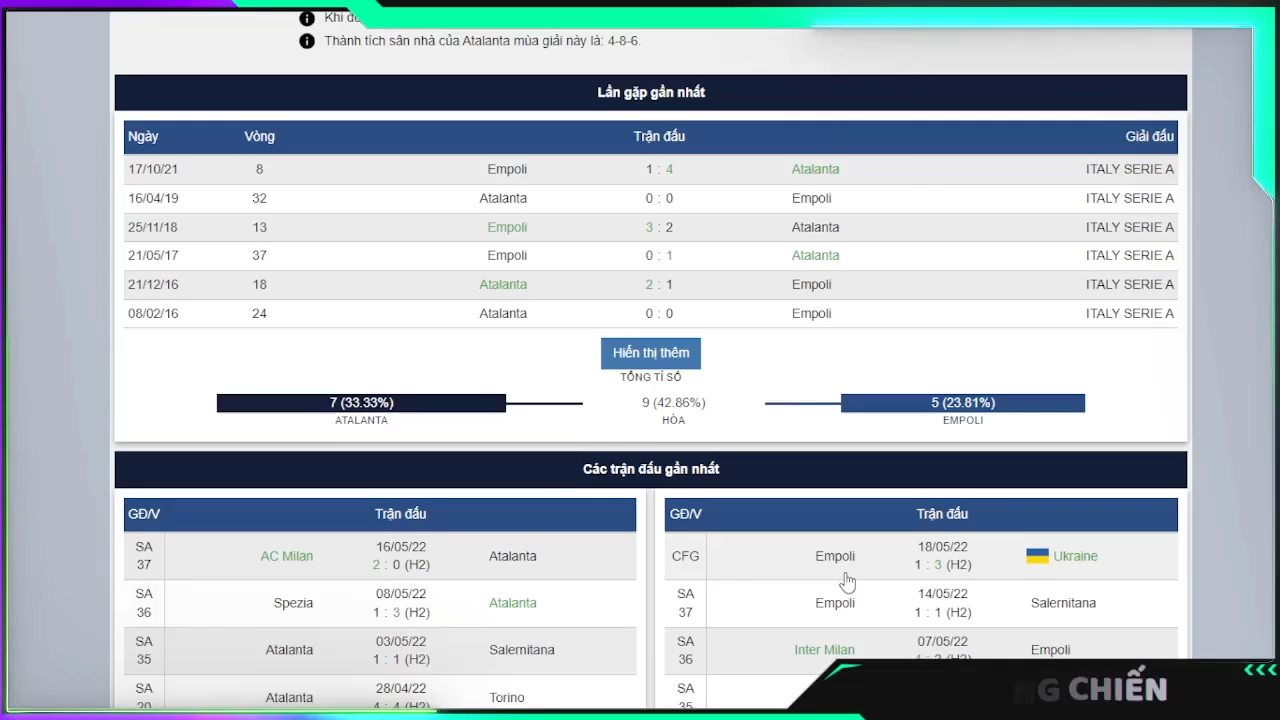 Khi đ
Thành tích sân nhà của Atalanta mùa giải này là: 4-8-6.
Lần gặp gần nhất
Ngày Vòng Trận đấu Giải đấu
17/10/21 8 Empoli 1 : 4 Atalanta ITALY SERIE A
16/04/19 32 Atalanta 0 : 0 Empoli ITALY SERIE A
25/11/18 13 Empoli 3 : 2 Atalanta ITALY SERIE A
21/05/17 37 Empoli 0 : 1 Atalanta ITALY SERIE A
21/12/16 18 Atalanta 2 : 1 Empoli ITALY SERIE A
08/02/16 24 Atalanta 0 : 0 Empoli ITALY SERIE A
Hiển thị thêm
TỔNG TỈ SỐ
7 (33.33%) 9 (42.86%) 5 (23.81%)
ATALANTA HÒA EMPOLI
Các trận đấu gần nhất
GĐ/V Trận đấu
SA 37 AC Milan 16/05/22 2 : 0 (H2) Atalanta
SA 36 Spezia 08/05/22 1 : 3 (H2) Atalanta
SA 35 Atalanta 03/05/22 1 : 1 (H2) Salernitana
SA 20 Atalanta 28/04/22 4 : 4 (H2) Torino
GĐ/V Trận đấu
CFG Empoli 18/05/22 1 : 3 (H2) Ukraine
SA 37 Empoli 14/05/22 1 : 1 (H2) Salernitana
SA 36 Inter Milan 07/05/22 4 : 2 (H2) Empoli
SA 35
G CHIẾN